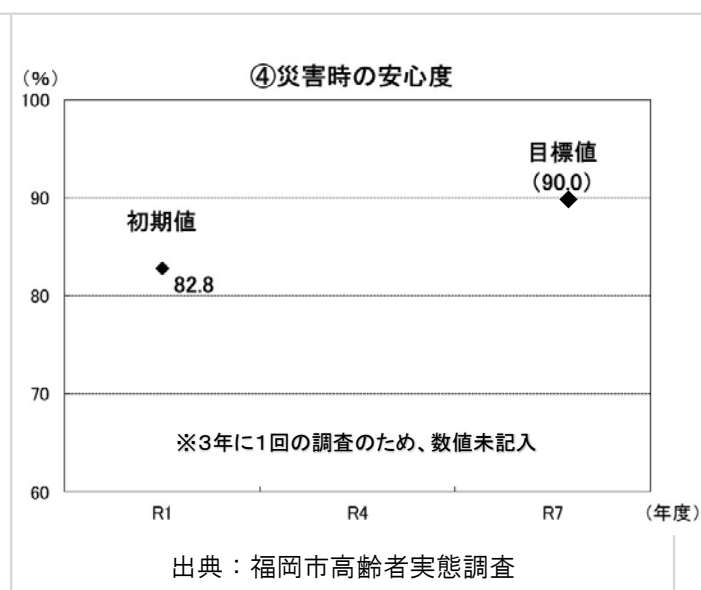 ④災害時の安心度
（%）
100
90
80
70
60
初期値
82.8
目標値
（90.0）
※3年に1回の調査のため、数値未記入
R1
R4
R7
（年度）
出典：福岡市高齢者実態調査